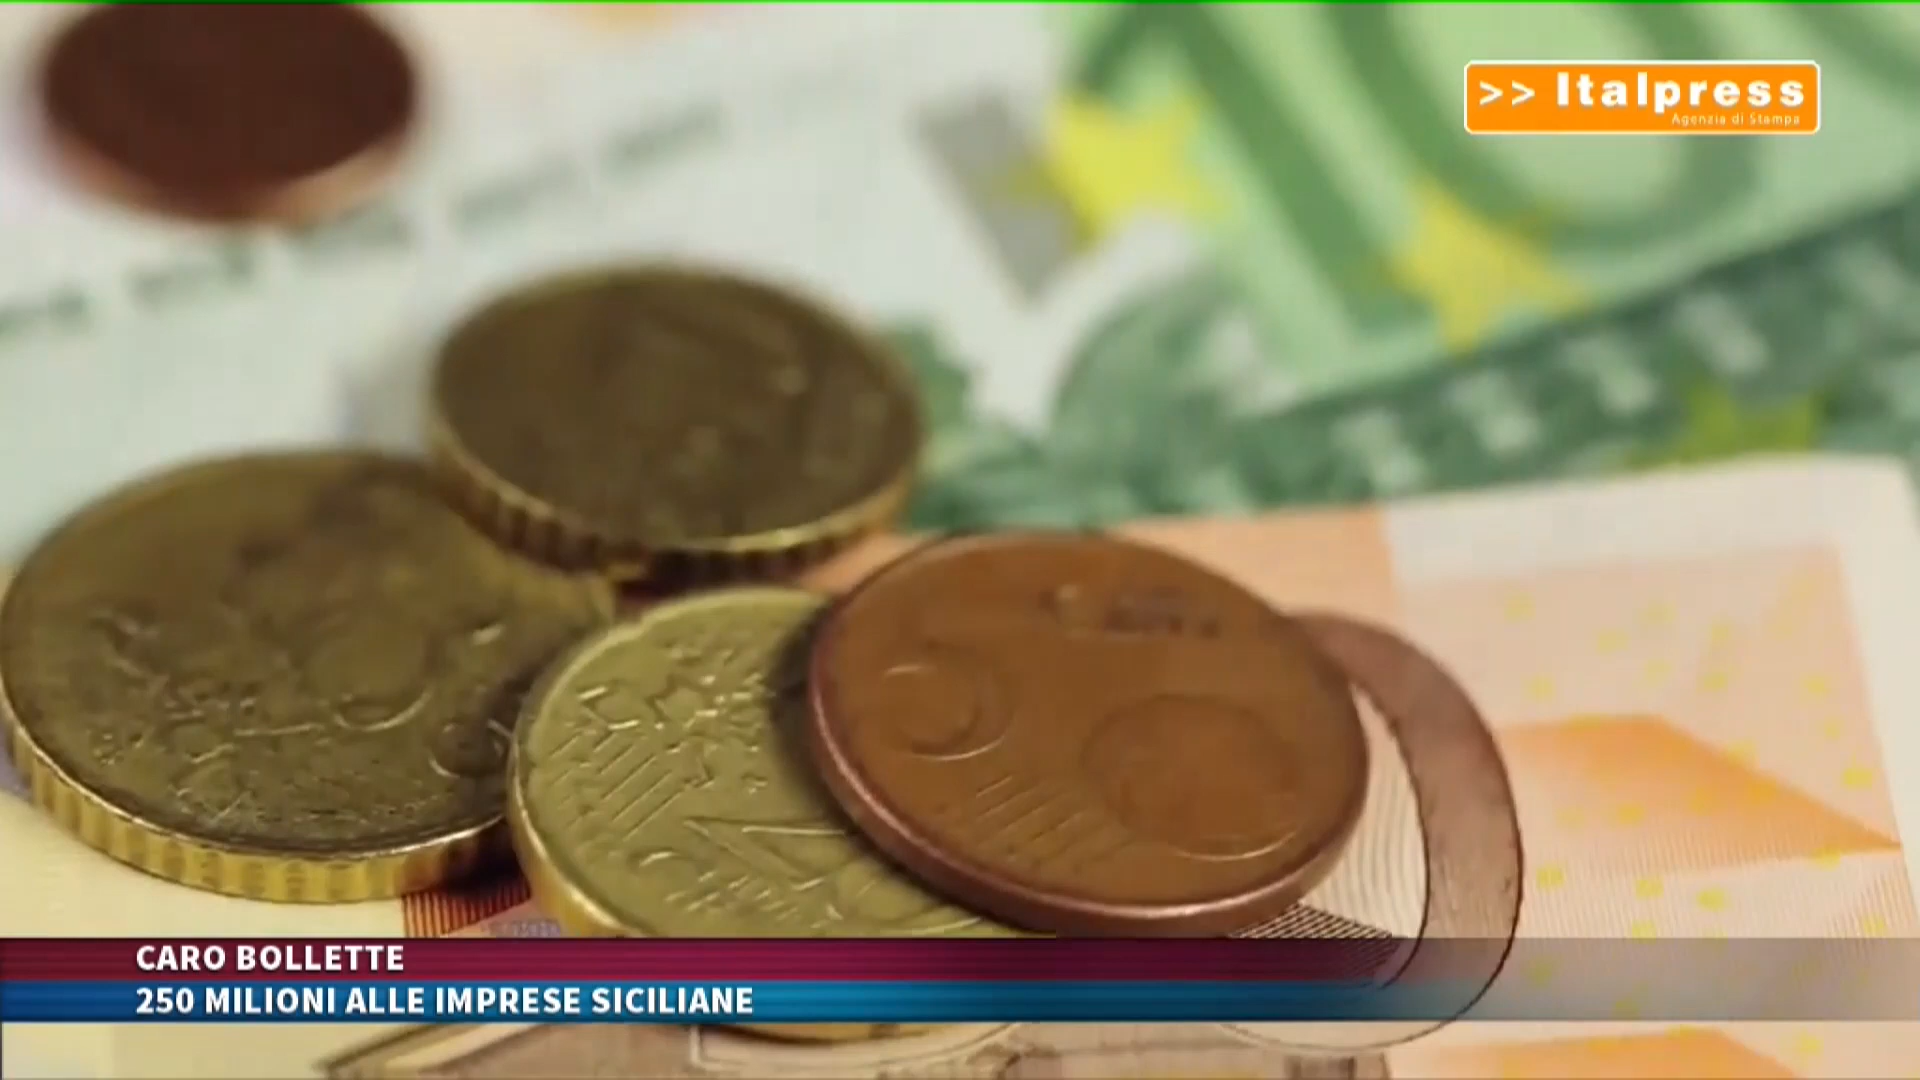 >> Italpress
Agenzia di Stampa
CARO BOLLETTE
250 MILIONI ALLE IMPRESE SICILIANE